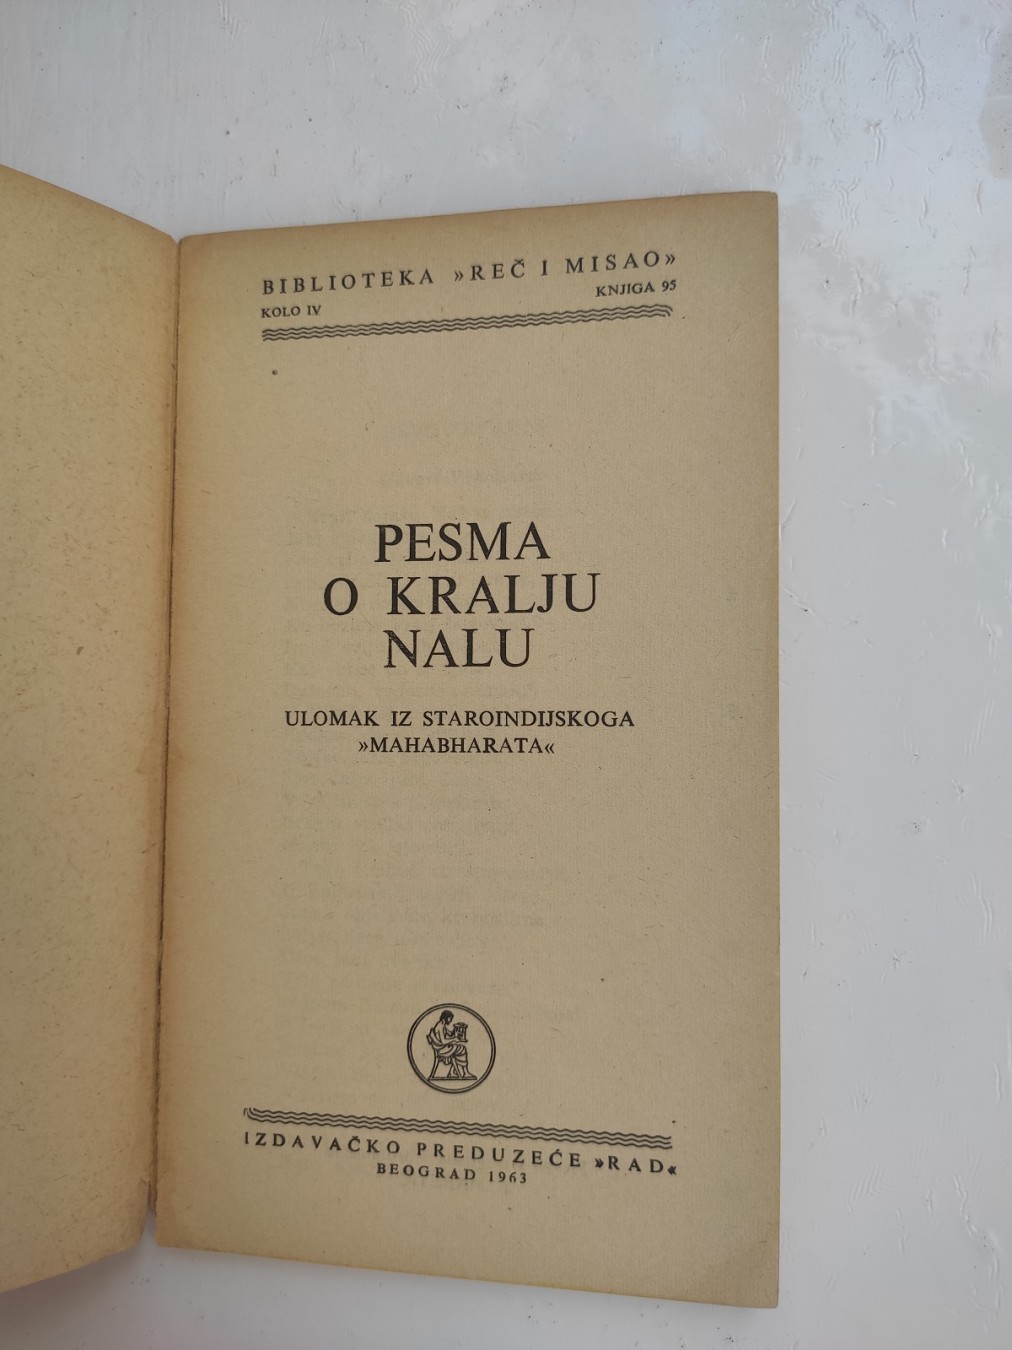 BIBLIOTEKA »REČ I MISAO»
KOLO IV
KNJIGA 95
PESMA
O KRALJU
NALU
ULOMAK IZ STAROINDIJSKOGA
»MAHABHARATA«
IZDAVAČKO PREDUZEĆE »RAD«
BEOGRAD 1963